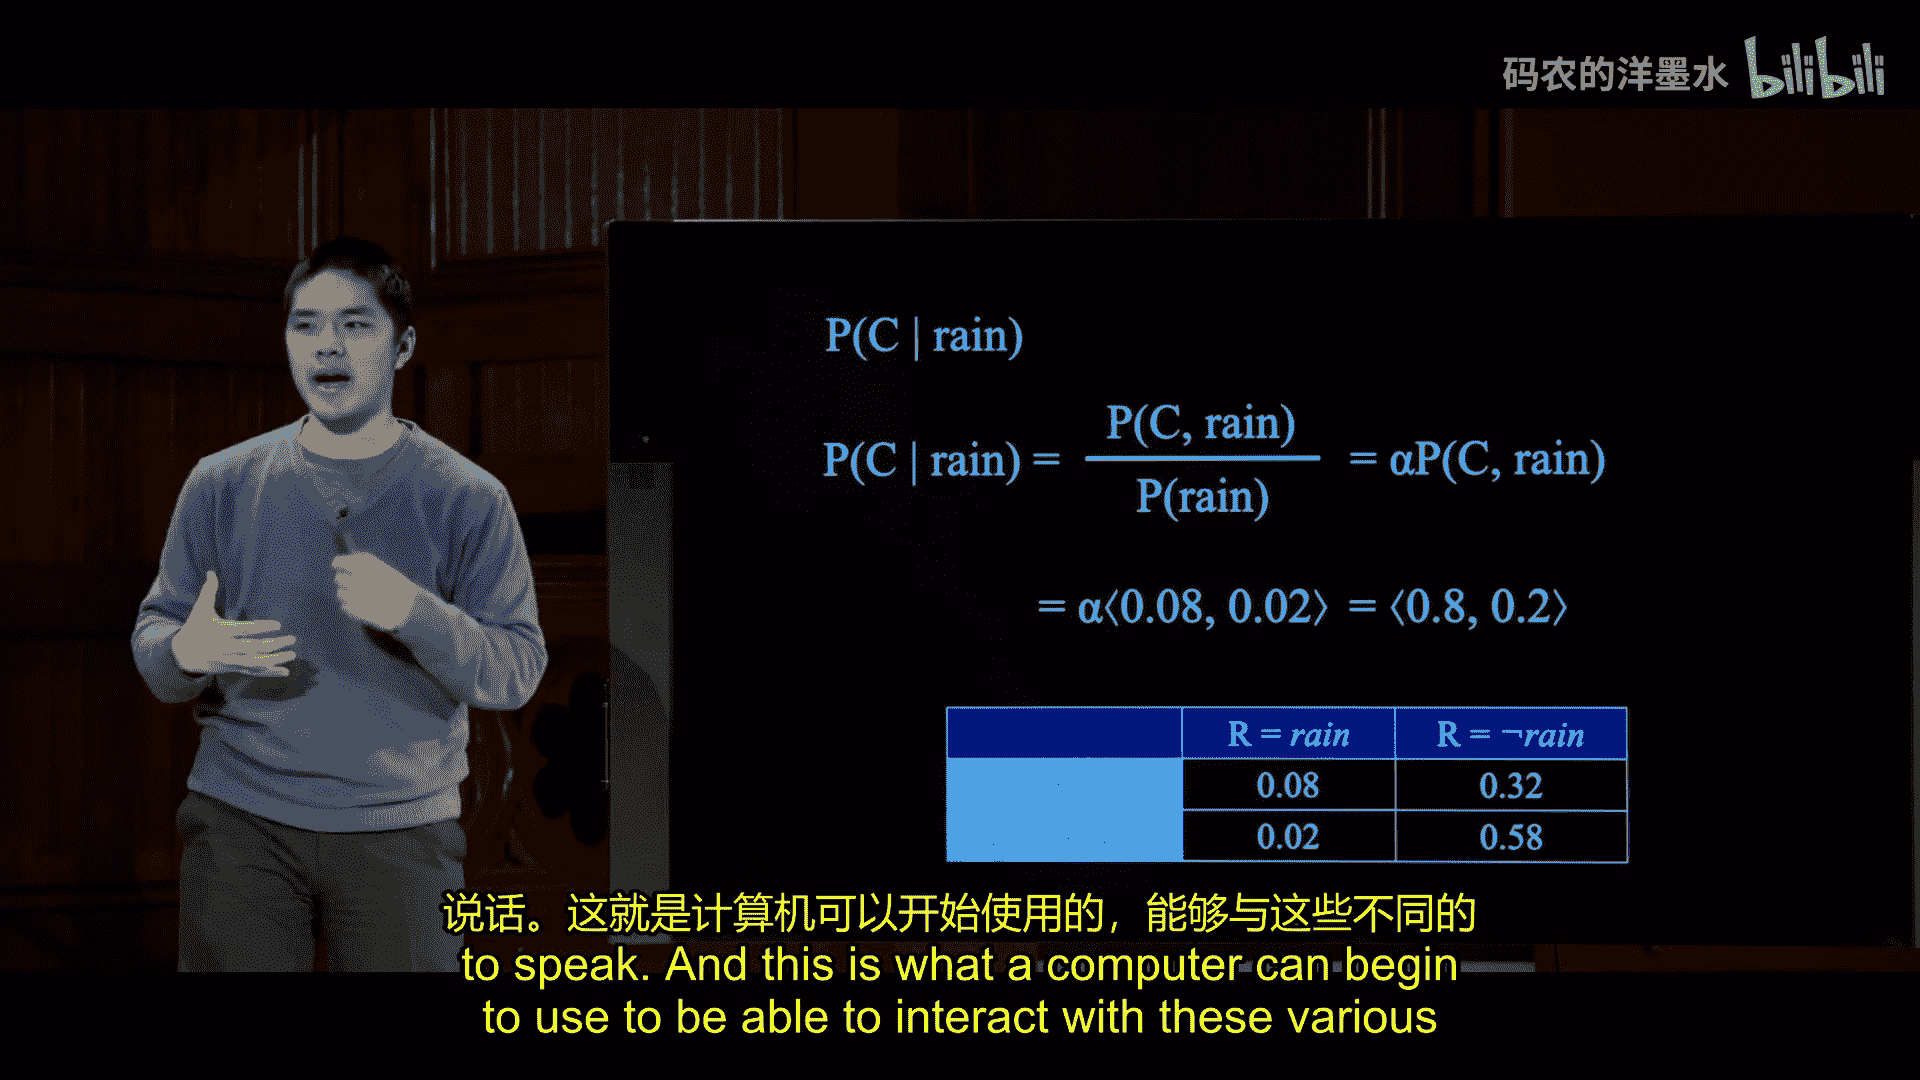 码农的洋墨水 bilibili
P(C | rain)
P(C | rain) = P(C, rain) / P(rain) = αP(C, rain)
= α⟨0.08, 0.02⟩ = ⟨0.8, 0.2⟩
R = rain R = ¬rain
0.08 0.32
0.02 0.58
说话。这就是计算机可以开始使用的，能够与这些不同的
to speak. And this is what a computer can begin
to use to be able to interact with these various